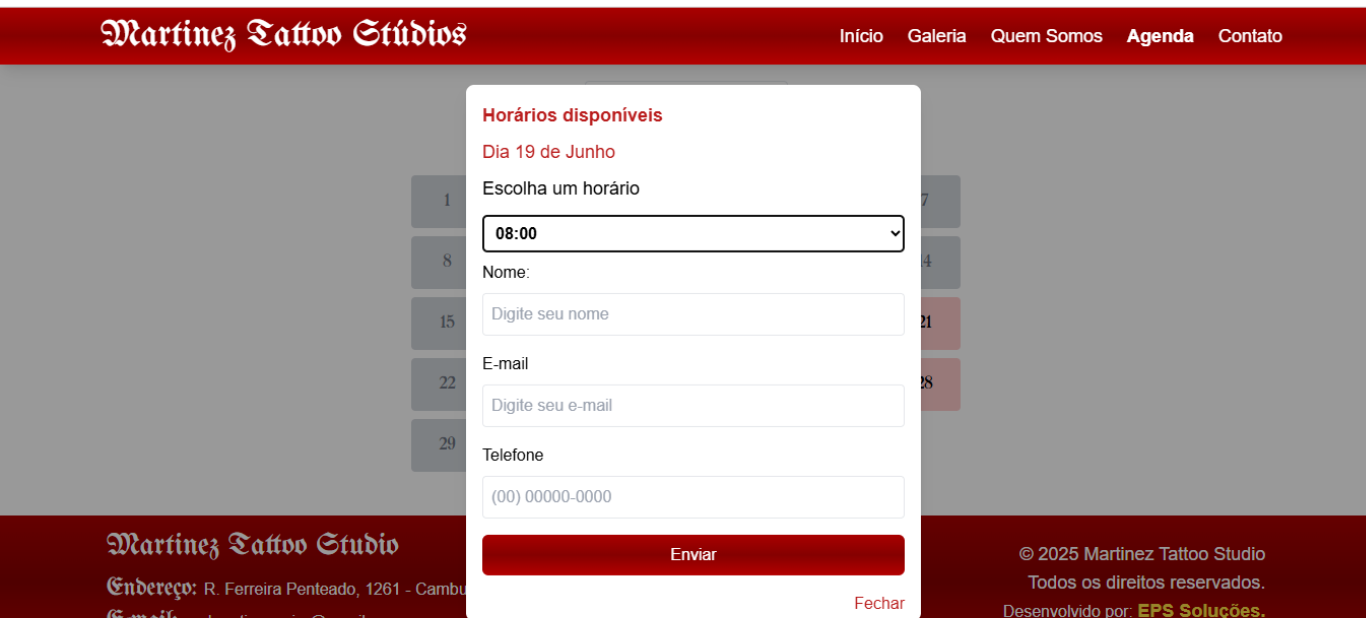 Martinez Tattoo Stúdios
Início Galeria Quem Somos Agenda Contato
Horários disponíveis
Dia 19 de Junho
Escolha um horário
08:00
Nome:
Digite seu nome
E-mail
Digite seu e-mail
Telefone
(00) 00000-0000
Enviar
Fechar
1 7
8 14
15 21
22 28
29
Martinez Tattoo Studio
Endereço: R. Ferreira Penteado, 1261 - Cambu
© 2025 Martinez Tattoo Studio
Todos os direitos reservados.
Desenvolvido por: EPS Soluções.